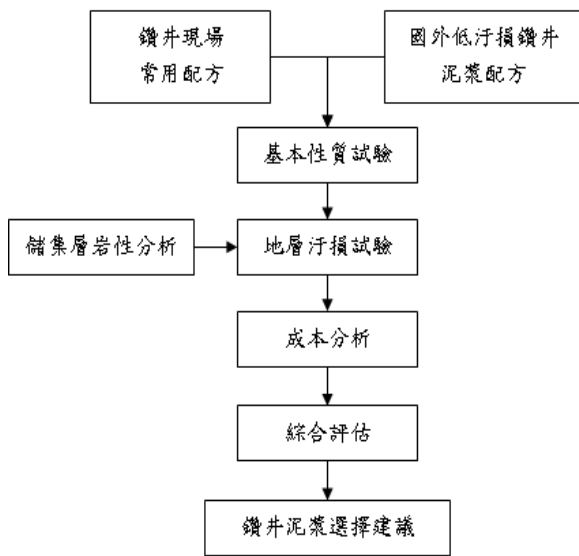 鑽井現場
常用配方
國外低汙損鑽井
泥漿配方
基本性質試驗
儲集層岩性分析
地層汙損試驗
成本分析
綜合評估
鑽井泥漿選擇建議